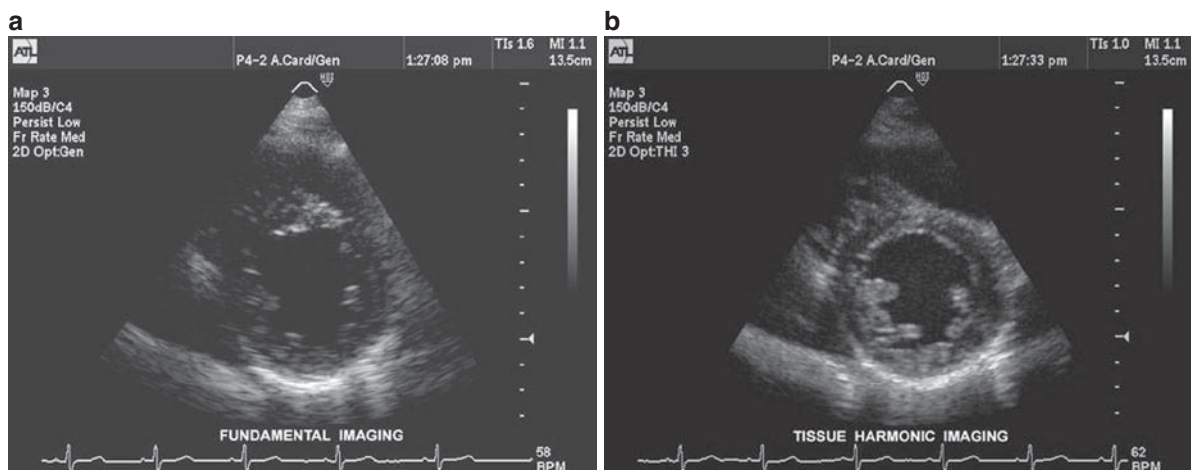 a
ATL
TIs 1.6 MI 1.1
P4-2 A.Card/Gen 1:27:08 pm 13.5cm
HDI
Map 3
150dB/C4
Persist Low
Fr Rate Med
2D Opt:Gen
FUNDAMENTAL IMAGING
58
BPM
b
ATL
TIs 1.0 MI 1.1
P4-2 A.Card/Gen 1:27:33 pm 13.5cm
HDI
Map 3
150dB/C4
Persist Low
Fr Rate Med
2D Opt:THI 3
TISSUE HARMONIC IMAGING
62
BPM